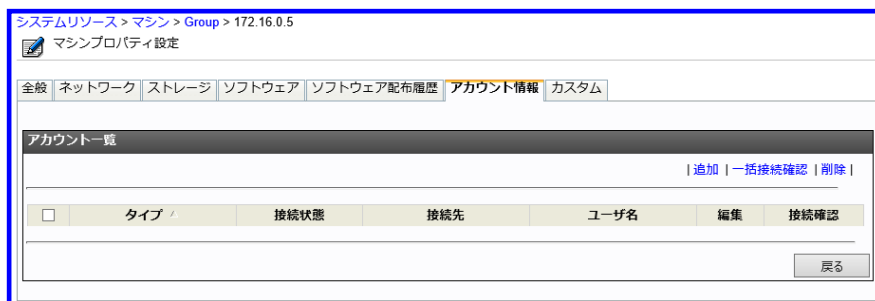 システムリソース > マシン > Group > 172.16.0.5
マシンプロパティ設定
全般 ネットワーク ストレージ ソフトウェア ソフトウェア配布履歴 アカウント情報 カスタム
アカウント一覧
| 追加 | 一括接続確認 | 削除 |
タイプ 接続状態 接続先 ユーザ名 編集 接続確認
戻る